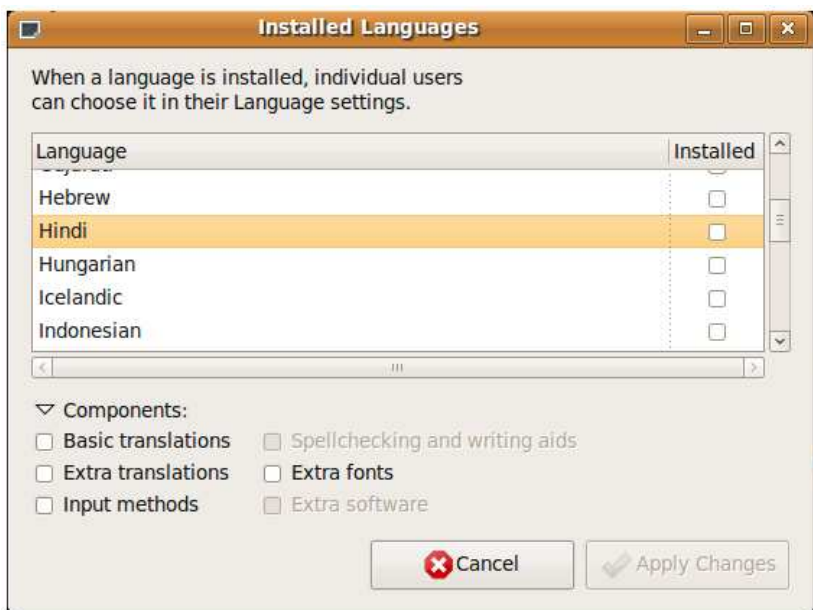 Installed Languages
When a language is installed, individual users
can choose it in their Language settings.
Language Installed
Hebrew
Hindi
Hungarian
Icelandic
Indonesian
Components:
Basic translations Spellchecking and writing aids
Extra translations Extra fonts
Input methods Extra software
Cancel Apply Changes